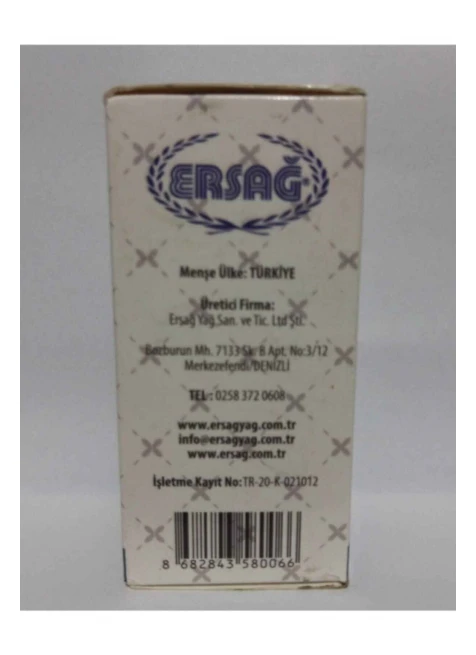 ERSAĞ
Menşe Ülke: TÜRKİYE
Üretici Firma:
Ersağ Yağ.San. ve Tic. Ltd Şti.
Bozburun Mh. 7133 Sk. B Apt. No:3/12
Merkezefendi/DENİZLİ
TEL : 0258 372 0608
www.ersagyag.com.tr
info@ersagyag.com.tr
www.ersag.com.tr
İşletme Kayıt No:TR-20-K-021012
8 682843 580066